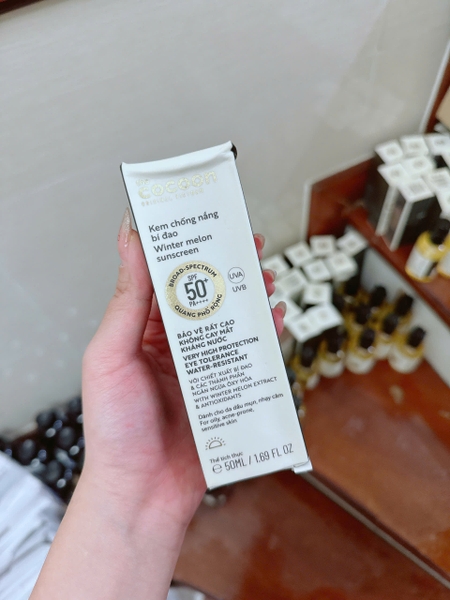 Cocoon
Kem chống nắng
bí đao
Winter melon
sunscreen
BROAD-SPECTRUM
SPF
50+
PA++++
QUANG PHỔ RỘNG
UVA
UVB
BẢO VỆ RẤT CAO
KHÔNG CAY MẮT
KHÁNG NƯỚC
VERY HIGH PROTECTION
EYE TOLERANCE
WATER-RESISTANT
VỚI CHIẾT XUẤT BÍ ĐAO
& CÁC THÀNH PHẦN
NGĂN NGỪA ÔXY HÓA
WITH WINTER MELON EXTRACT
& ANTIOXIDANTS
Dành cho da dầu mụn, nhạy cảm
For oily, acne-prone,
sensitive skin
Thể tích thực
℮ 50ML / 1.69 FL OZ